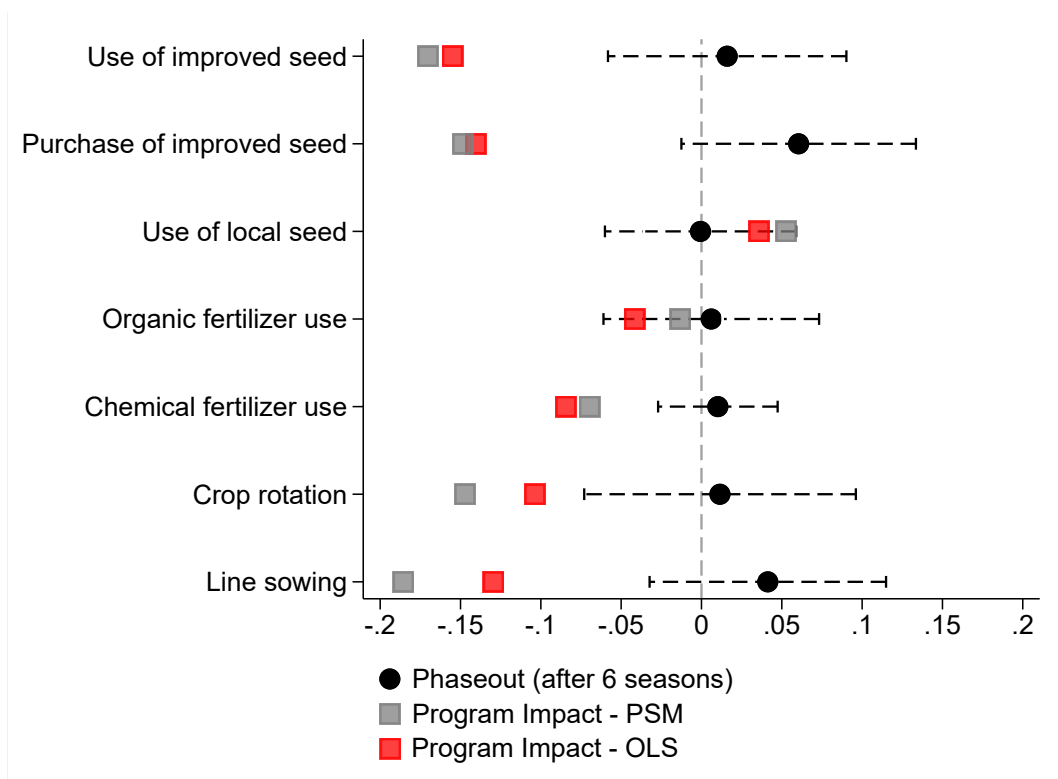 Use of improved seed
Purchase of improved seed
Use of local seed
Organic fertilizer use
Chemical fertilizer use
Crop rotation
Line sowing
-.2 -.15 -.1 -.05 0 .05 .1 .15 .2
Phaseout (after 6 seasons)
Program Impact - PSM
Program Impact - OLS